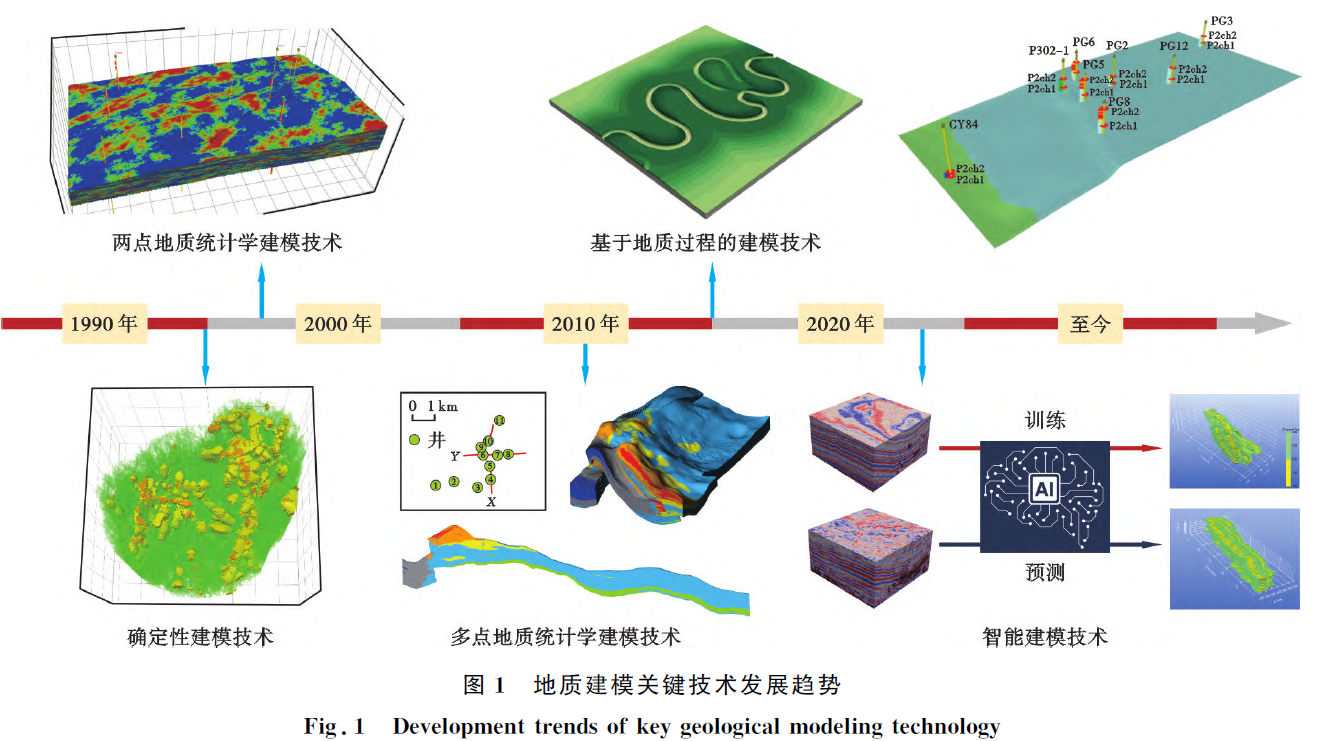 PG3
P2ch2
P2ch1
PG6
P302-1
PG2
PG12
PG5
P2ch2
P2ch1
P2ch2
P2ch1
P2ch2
P2ch1
P2ch2
P2ch1
PG8
P2ch2
P2ch1
CY84
P2ch2
P2ch1
两点地质统计学建模技术
基于地质过程的建模技术
1990 年
2000 年
2010 年
2020 年
至今
0 1 km
井
11
10
9
Y
6
7
8
5
4
1
2
3
X
训练
AI
预测
确定性建模技术
多点地质统计学建模技术
智能建模技术
图 1 地质建模关键技术发展趋势
Fig. 1 Development trends of key geological modeling technology